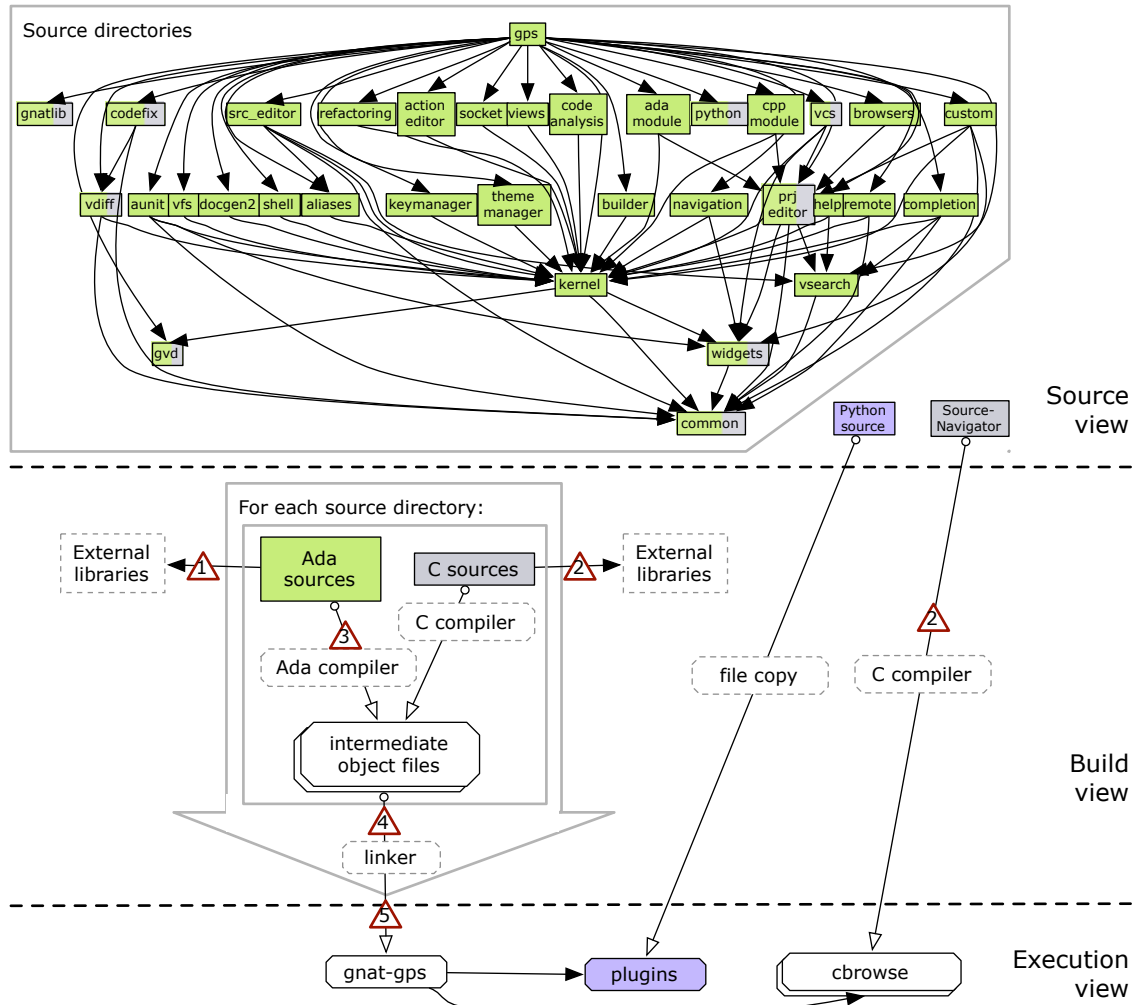 Source directories
gps
gnatlib
codefix
src_editor
refactoring
action
editor
socket
views
code
analysis
ada
module
python
cpp
module
vcs
browsers
custom
vdiff
aunit
vfs
docgen2
shell
aliases
keymanager
theme
manager
builder
navigation
prj
editor
help
remote
completion
kernel
vsearch
gvd
widgets
common
Python
source
Source-
Navigator
Source
view
For each source directory:
External
libraries
1
Ada
sources
C sources
2
External
libraries
3
C compiler
Ada compiler
2
file copy
C compiler
intermediate
object files
Build
view
4
linker
5
gnat-gps
plugins
cbrowse
Execution
view